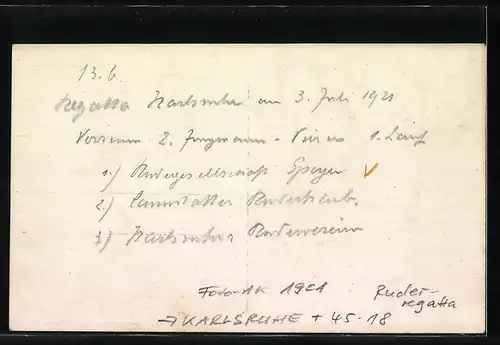 13.6
Regatta Karlsruhe am 3. Juli 1921
Vorrennen 2. Jungmann-Vierer 1. Lauf
1.) Rudergesellschaft Speyer ✓
2.) Cannstatter Ruderklub.
3.) Karlsruher Ruderverein
Foto-AK 1921
Ruder-
regatta
→ KARLSRUHE + 45-18